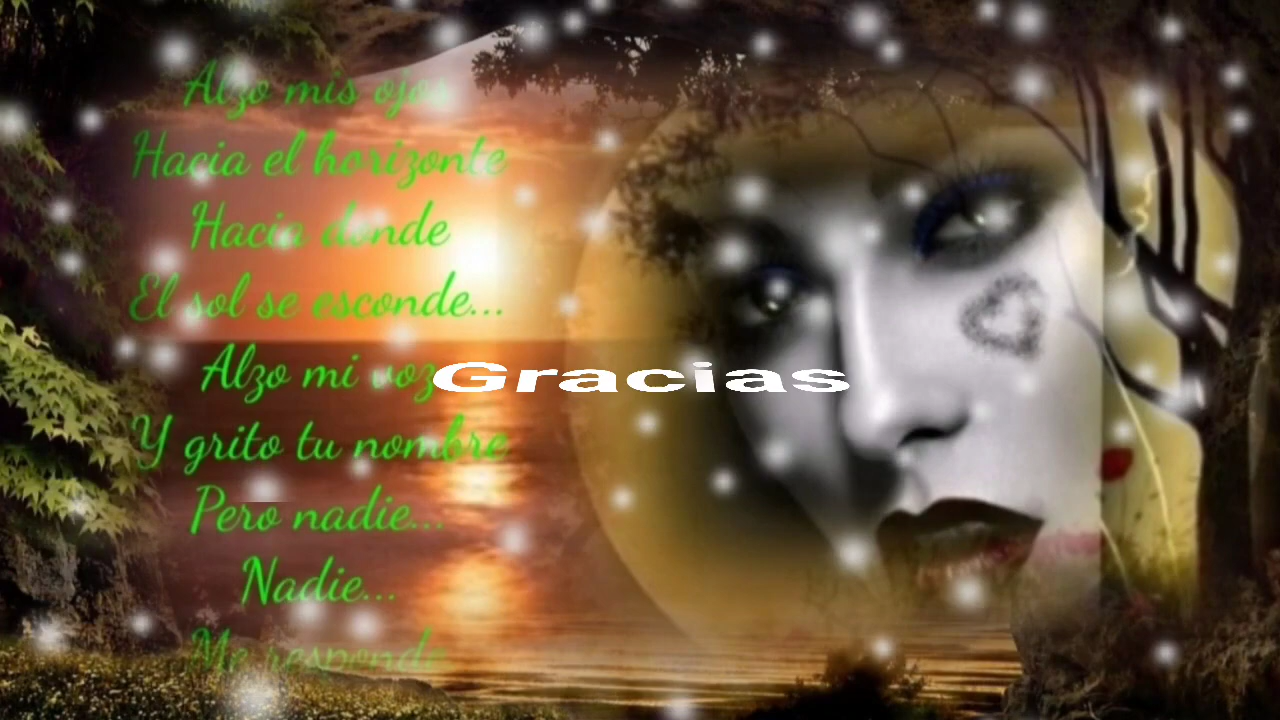 Alzo mis ojos
Hacia el horizonte
Hacia donde
El sol se esconde...
Alzo mi voz
Gracias
Y grito tu nombre
Pero nadie...
Nadie...
Me responde